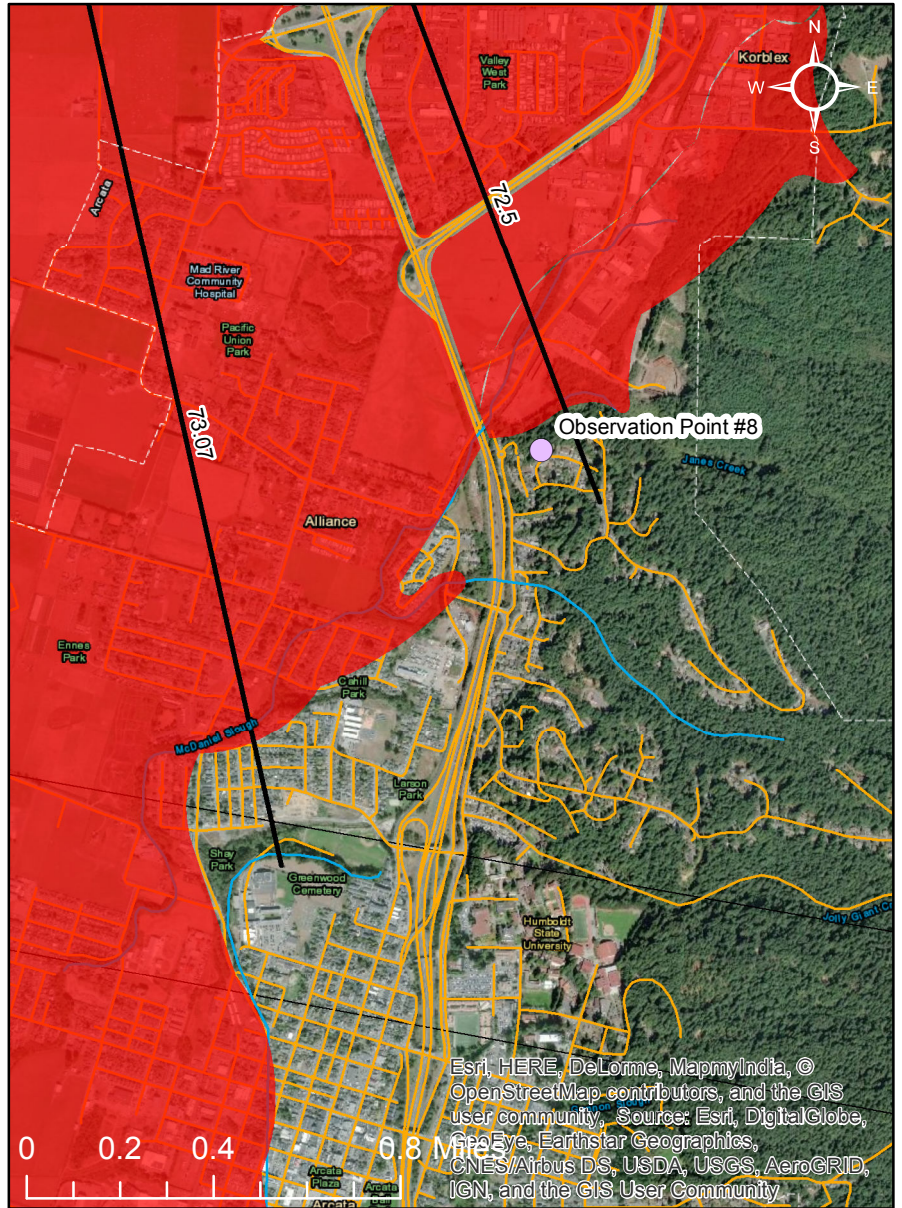 N
W
E
S
Korblex
Valley
West
Park
72.5
Arcata
Mad River
Community
Hospital
Pacific
Union
Park
73.07
Observation Point #8
Janes Creek
Alliance
Ennes
Park
Cahill
Park
McDaniel Slough
Larson
Park
Shay
Park
Greenwood
Cemetery
Humboldt
State
University
Jolly Giant
Esri, HERE, DeLorme, MapmyIndia, ©
OpenStreetMap contributors, and the GIS
user community, Source: Esri, DigitalGlobe,
GeoEye, Earthstar Geographics,
CNES/Airbus DS, USDA, USGS, AeroGRID,
IGN, and the GIS User Community
0 0.2 0.4 0.8 Miles
Arcata
Plaza
Arcata
Ball
Arcata